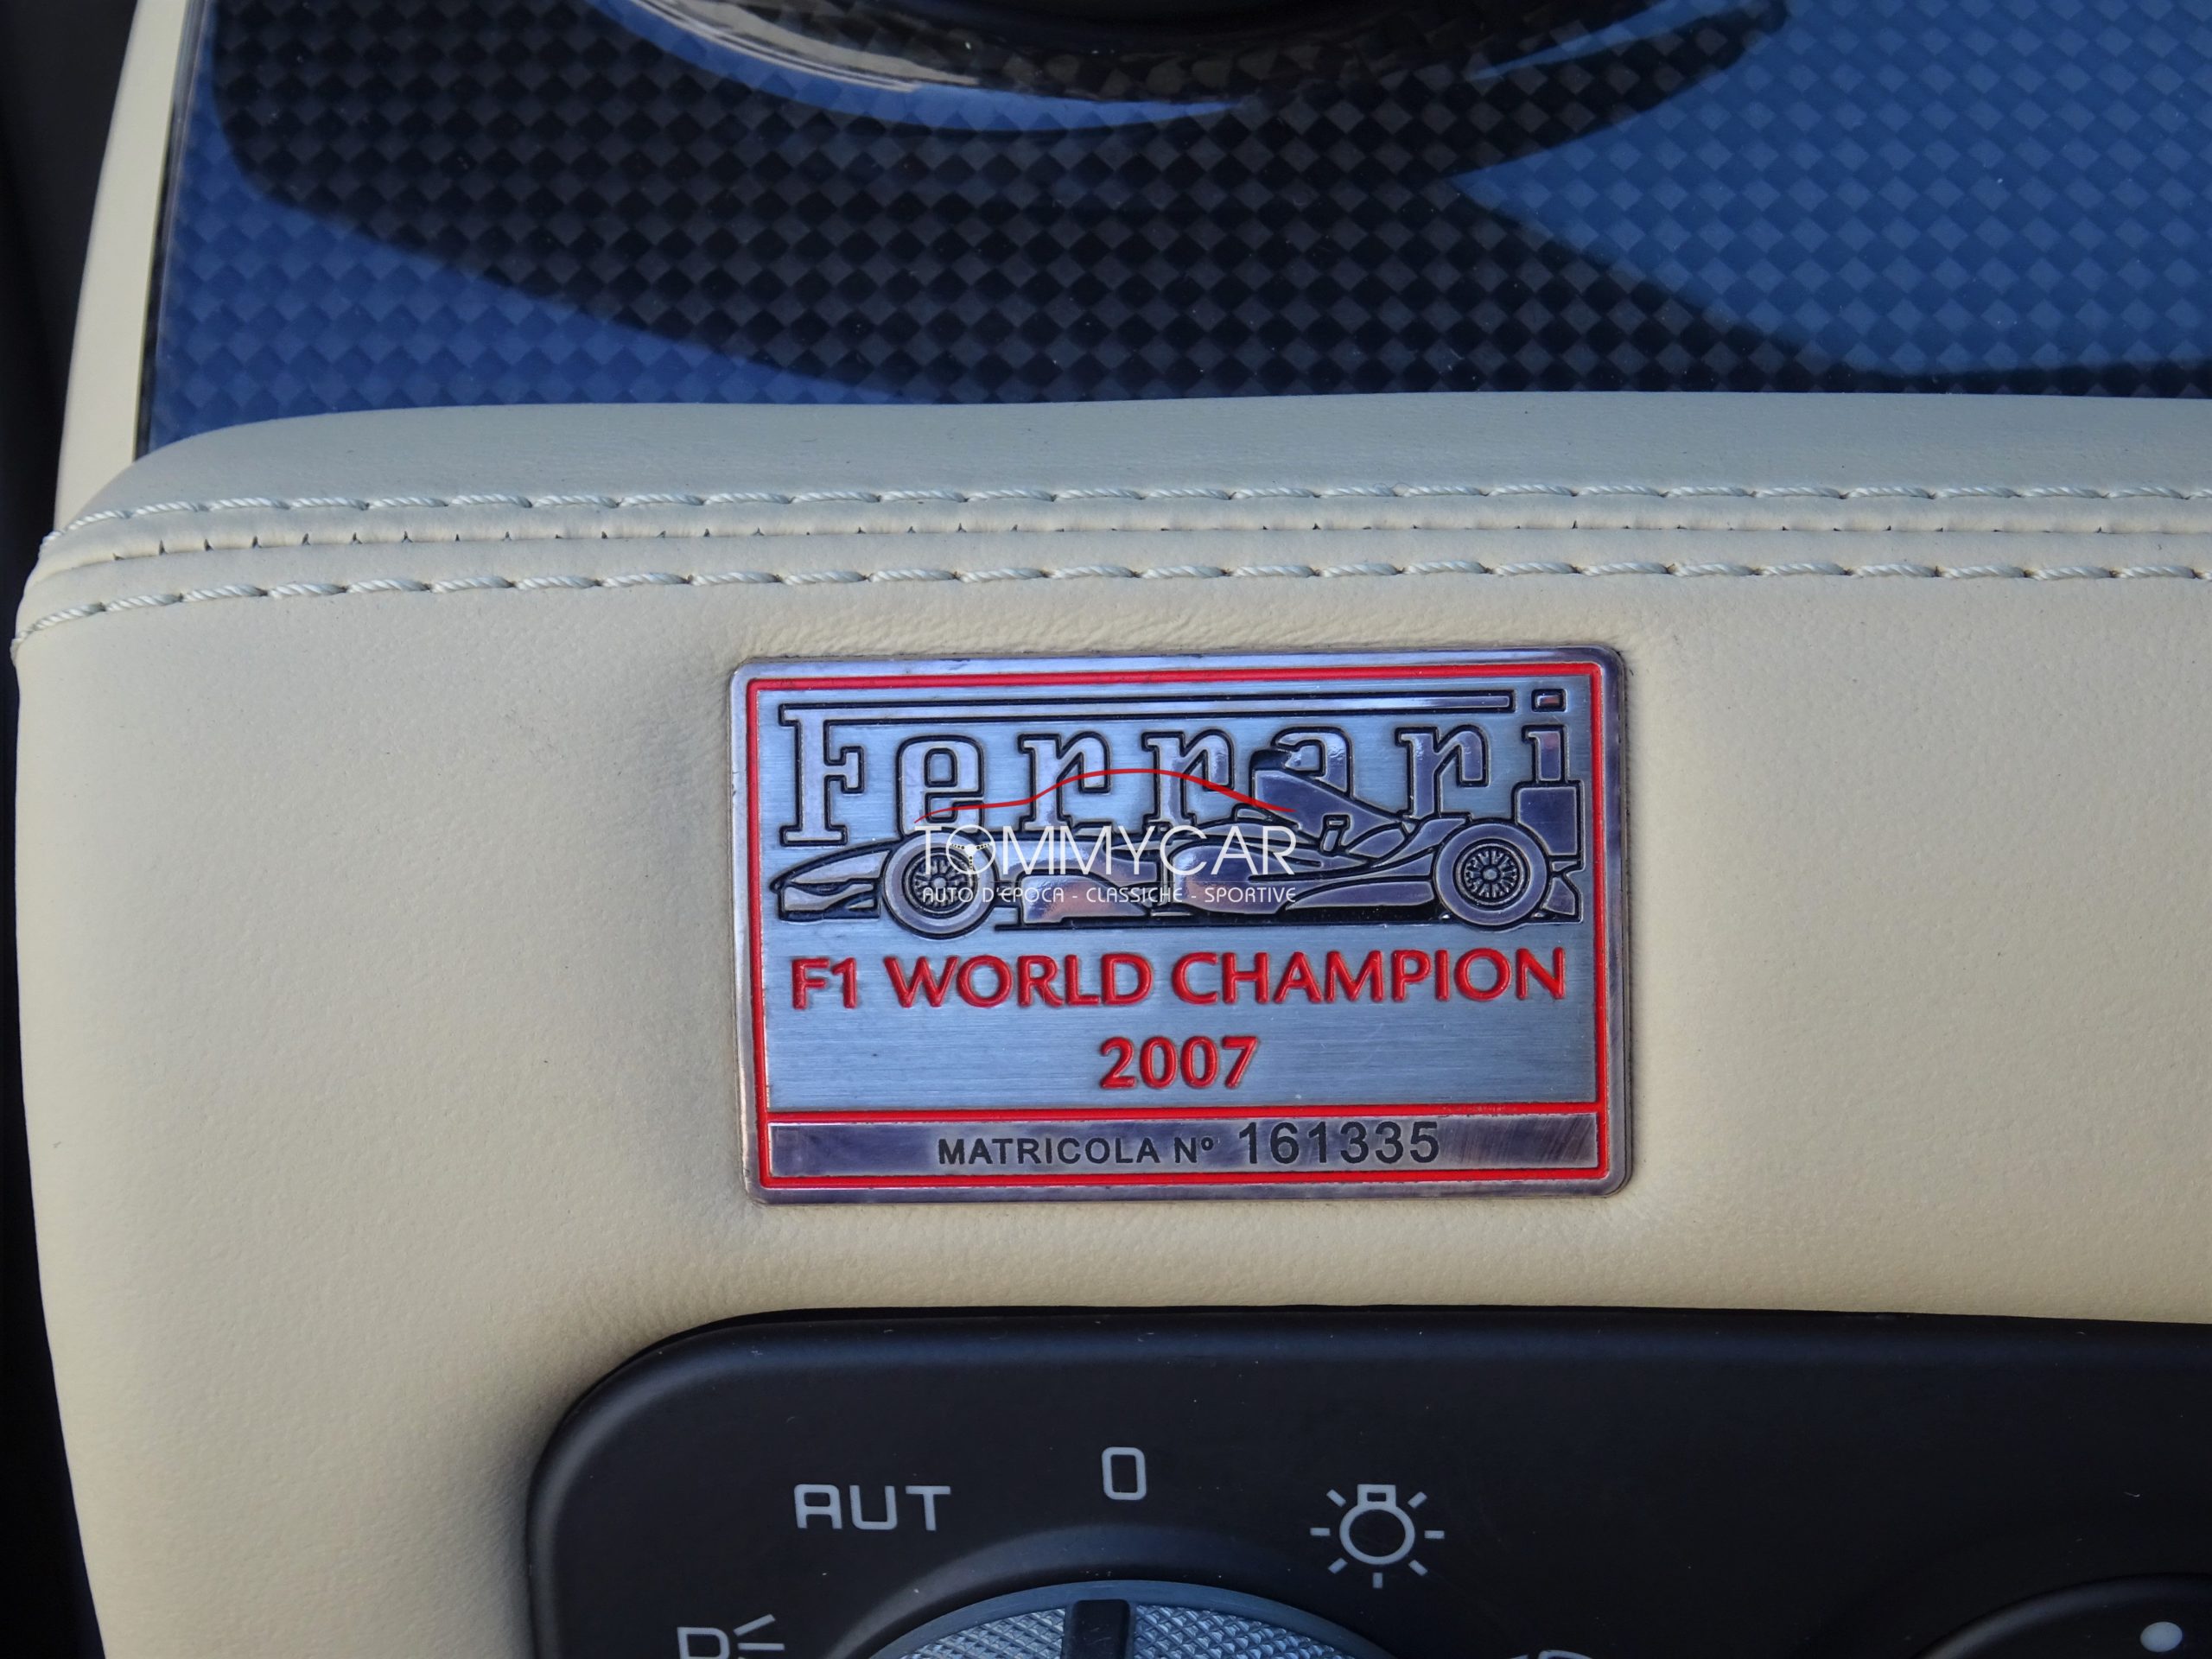 Ferrari
TOMMYCAR
AUTO D'EPOCA - CLASSICHE - SPORTIVE
F1 WORLD CHAMPION
2007
MATRICOLA Nº 161335
AUT
0